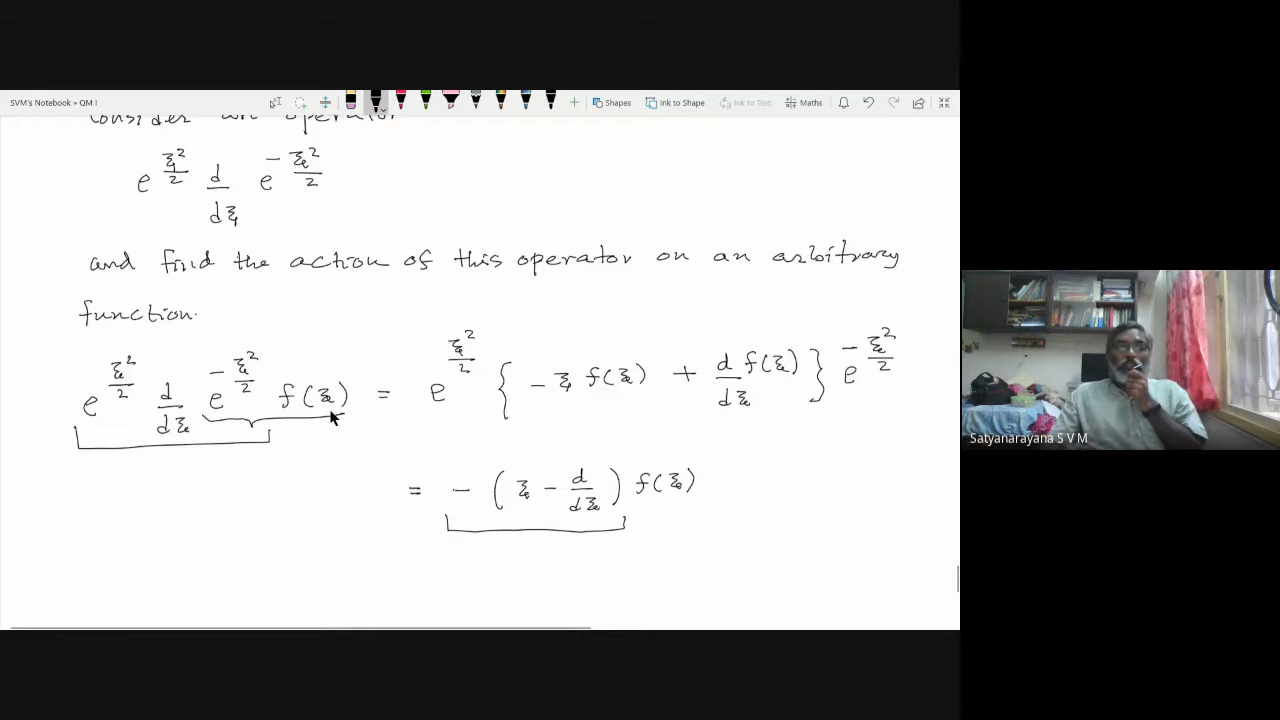 SVM's Notebook » QM I
Shapes Ink to Shape Ink to Text Maths
Consider an operator
e^{ξ²/2} d/dξ e^{-ξ²/2}
and find the action of this operator on an arbitrary
function.
e^{ξ²/2} d/dξ e^{-ξ²/2} f(ξ) = e^{ξ²/2} { - ξ f(ξ) + d/dξ f(ξ) } e^{-ξ²/2}
= - ( ξ - d/dξ ) f(ξ)
Satyanarayana S V M